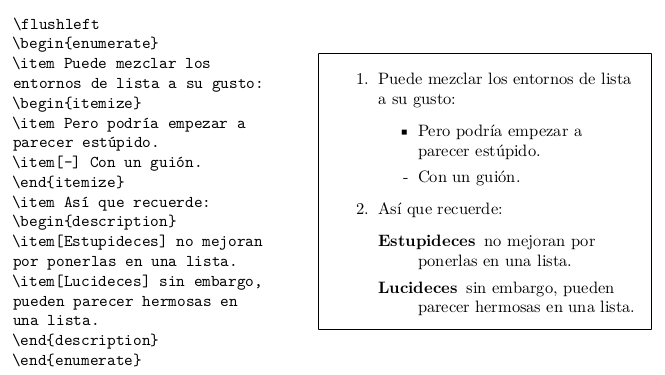 \flushleft
\begin{enumerate}
\item Puede mezclar los
entornos de lista a su gusto:
\begin{itemize}
\item Pero podría empezar a
parecer estúpido.
\item[-] Con un guión.
\end{itemize}
\item Así que recuerde:
\begin{description}
\item[Estupideces] no mejoran
por ponerlas en una lista.
\item[Lucideces] sin embargo,
pueden parecer hermosas en
una lista.
\end{description}
\end{enumerate}
1. Puede mezclar los entornos de lista
a su gusto:
▪ Pero podría empezar a
parecer estúpido.
- Con un guión.
2. Así que recuerde:
Estupideces no mejoran por
ponerlas en una lista.
Lucideces sin embargo, pueden
parecer hermosas en una lista.